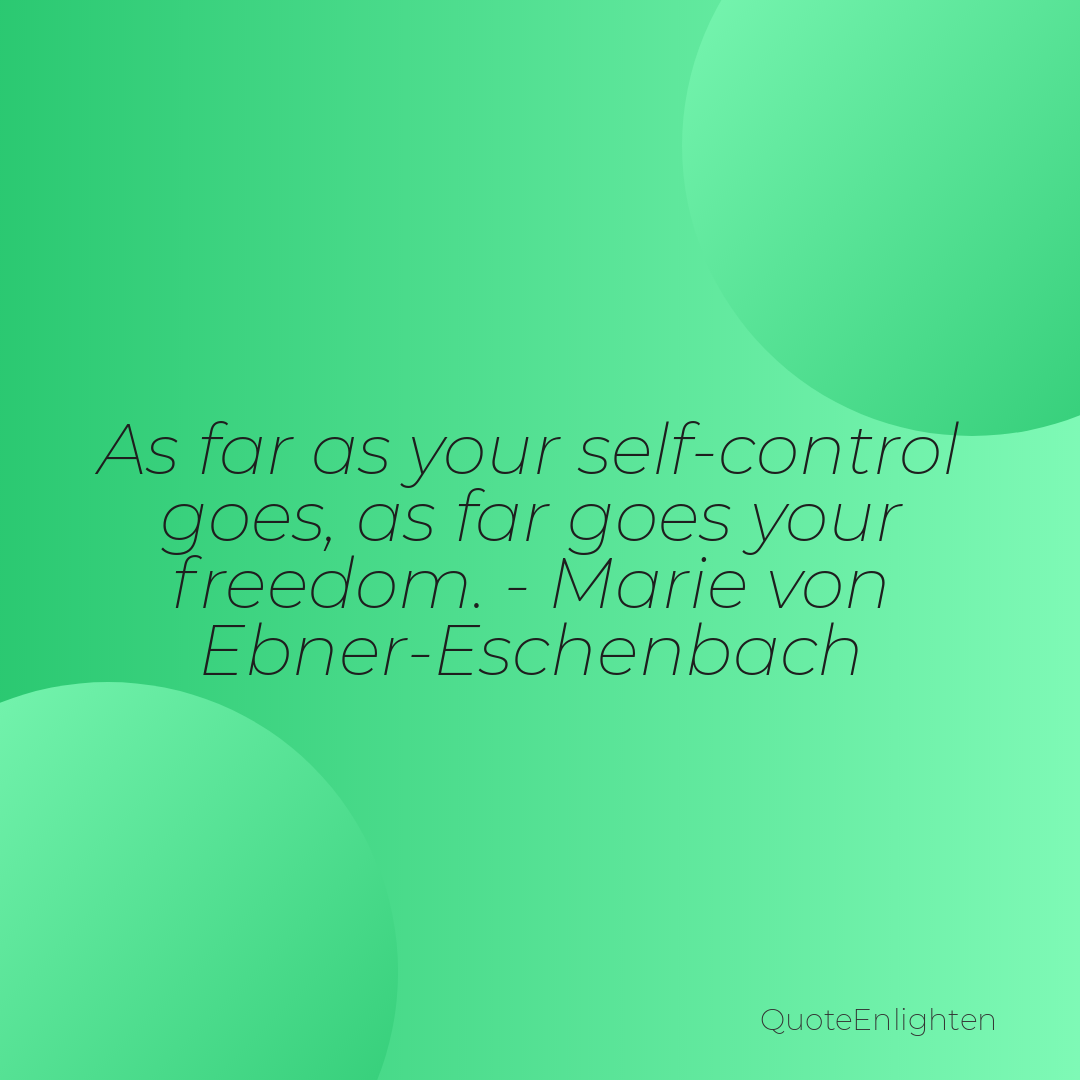 As far as your self-control
goes, as far goes your
freedom. - Marie von
Ebner-Eschenbach
QuoteEnlighten